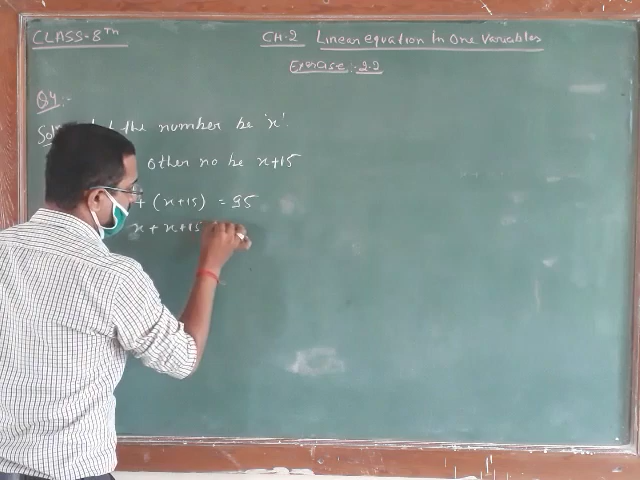 CLASS-8TH
CH-2 Linear equation In One Variables
Exercise:-2.2
Q4:-
Sol the number be 'x'.
Other no be x+15
+ (x+15) = 95
x + x+15